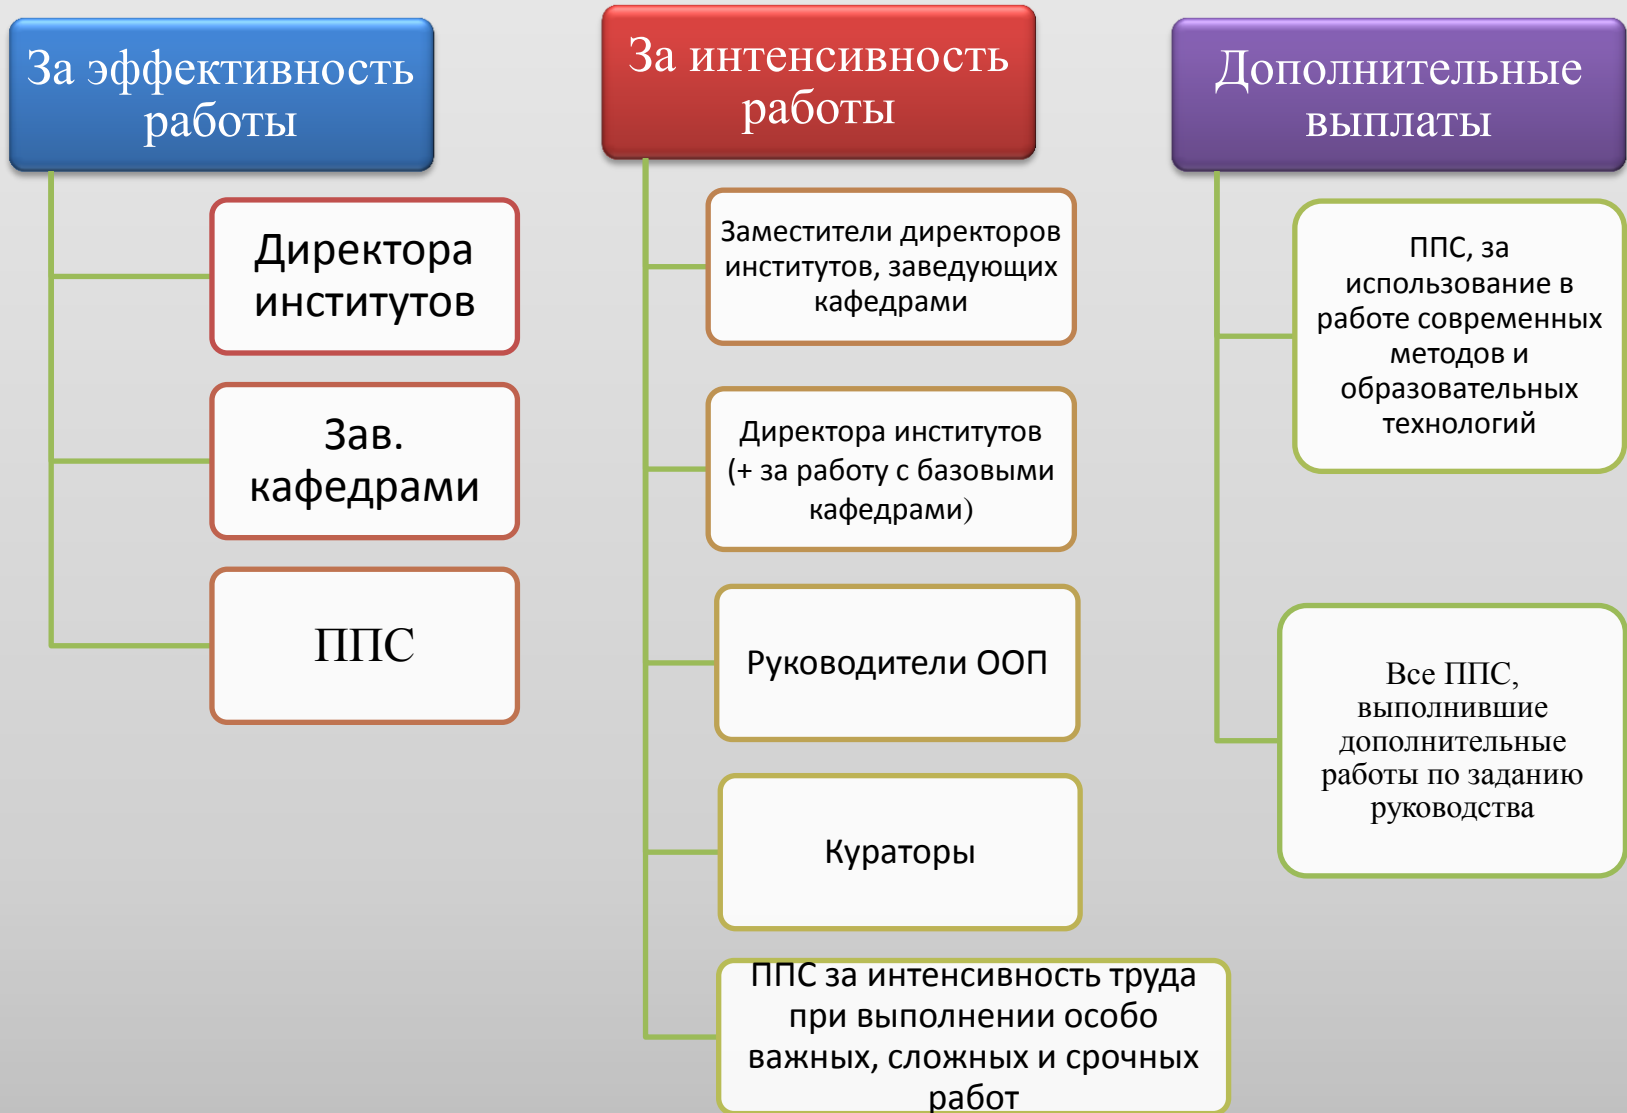 За эффективность
работы
Директора
институтов
Зав.
кафедрами
ППС
За интенсивность
работы
Заместители директоров
институтов, заведующих
кафедрами
Директора институтов
(+ за работу с базовыми
кафедрами)
Руководители ООП
Кураторы
ППС за интенсивность труда
при выполнении особо
важных, сложных и срочных
работ
Дополнительные
выплаты
ППС, за
использование в
работе современных
методов и
образовательных
технологий
Все ППС,
выполнившие
дополнительные
работы по заданию
руководства